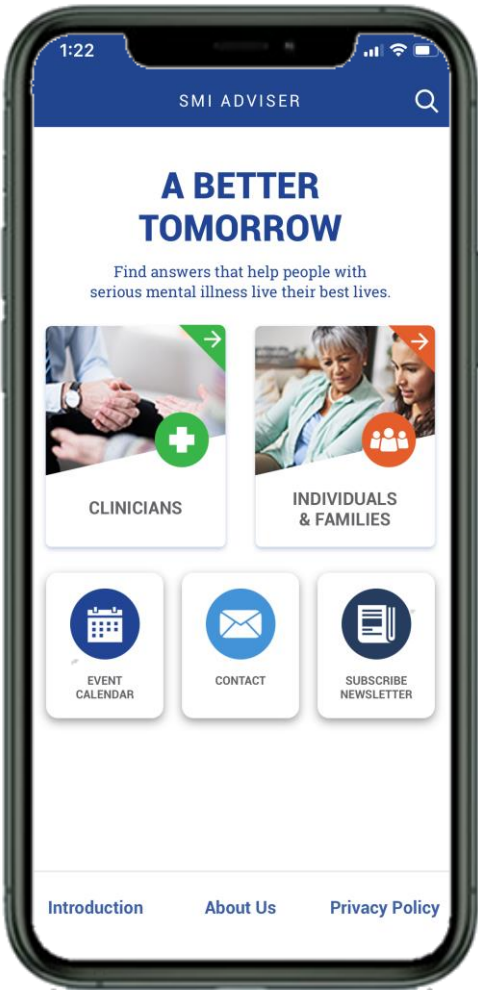 1:22
SMI ADVISER
A BETTER
TOMORROW
Find answers that help people with
serious mental illness live their best lives.
CLINICIANS
INDIVIDUALS
& FAMILIES
EVENT
CALENDAR
CONTACT
SUBSCRIBE
NEWSLETTER
Introduction
About Us
Privacy Policy